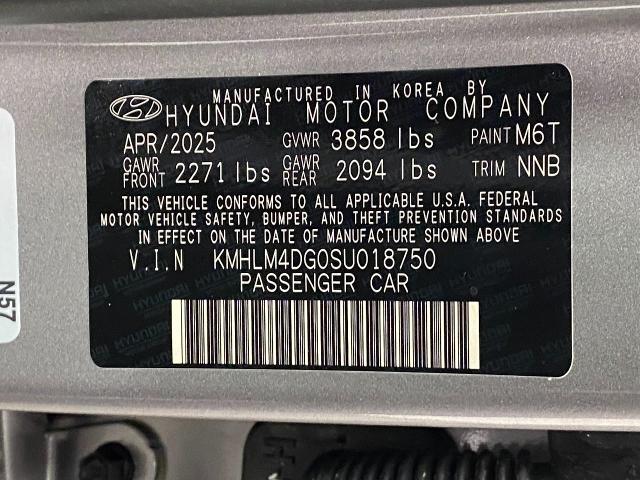 MANUFACTURED IN KOREA BY
HYUNDAI MOTOR COMPANY
APR/2025 GVWR 3858 lbs PAINT M6T
GAWR FRONT 2271 lbs GAWR REAR 2094 lbs TRIM NNB
THIS VEHICLE CONFORMS TO ALL APPLICABLE U.S.A. FEDERAL
MOTOR VEHICLE SAFETY, BUMPER, AND THEFT PREVENTION STANDARDS
IN EFFECT ON THE DATE OF MANUFACTURE SHOWN ABOVE
V.I.N KMHLM4DG0SU018750
PASSENGER CAR
N57